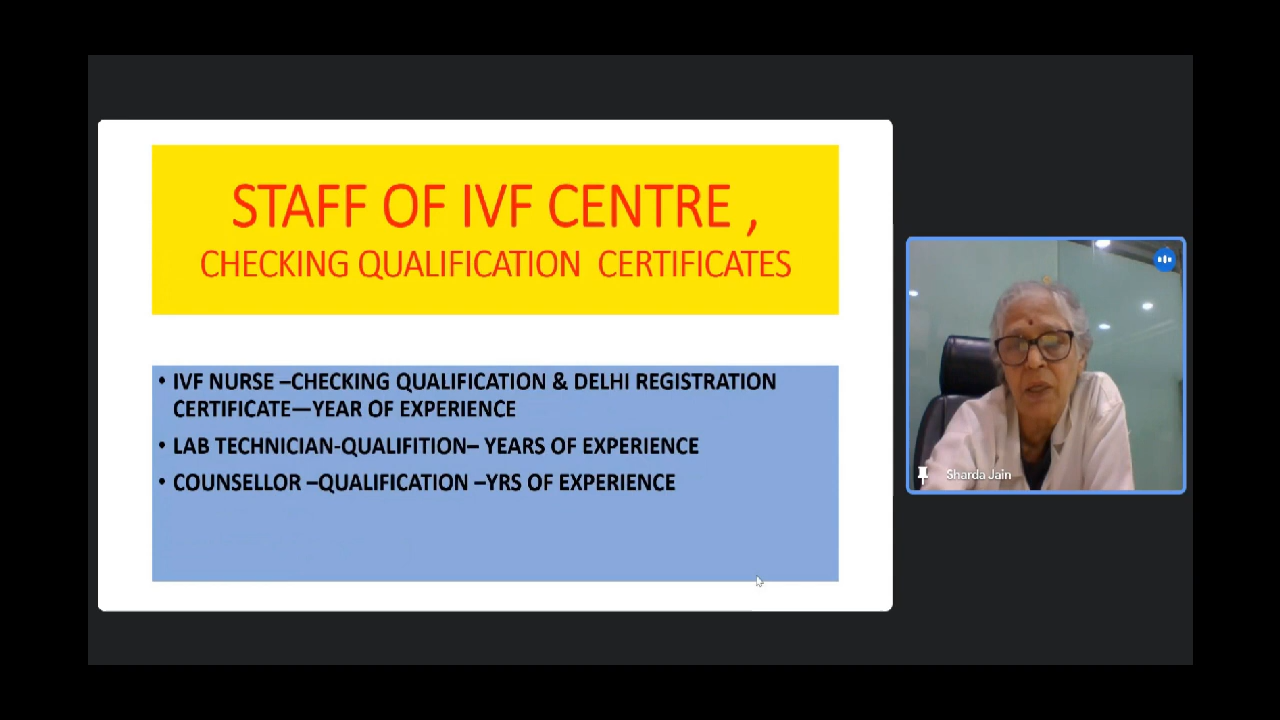 STAFF OF IVF CENTRE ,
CHECKING QUALIFICATION CERTIFICATES
• IVF NURSE –CHECKING QUALIFICATION & DELHI REGISTRATION
CERTIFICATE—YEAR OF EXPERIENCE
• LAB TECHNICIAN-QUALIFITION– YEARS OF EXPERIENCE
• COUNSELLOR –QUALIFICATION –YRS OF EXPERIENCE
Sharda Jain